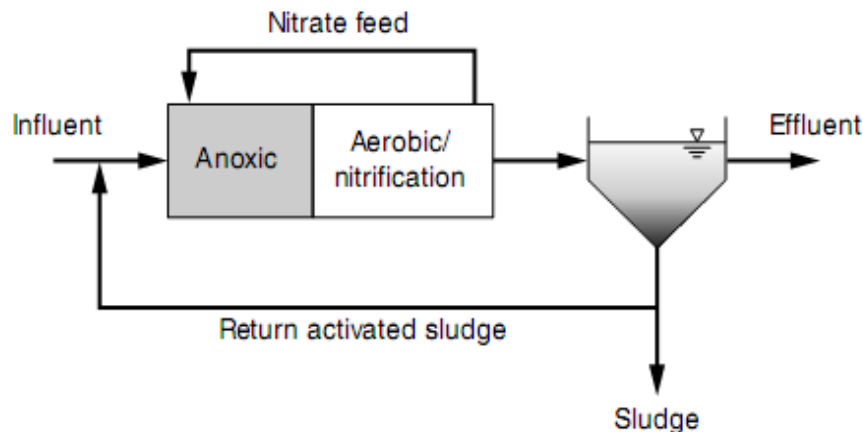 Nitrate feed
Influent
Anoxic
Aerobic/
nitrification
Effluent
Return activated sludge
Sludge